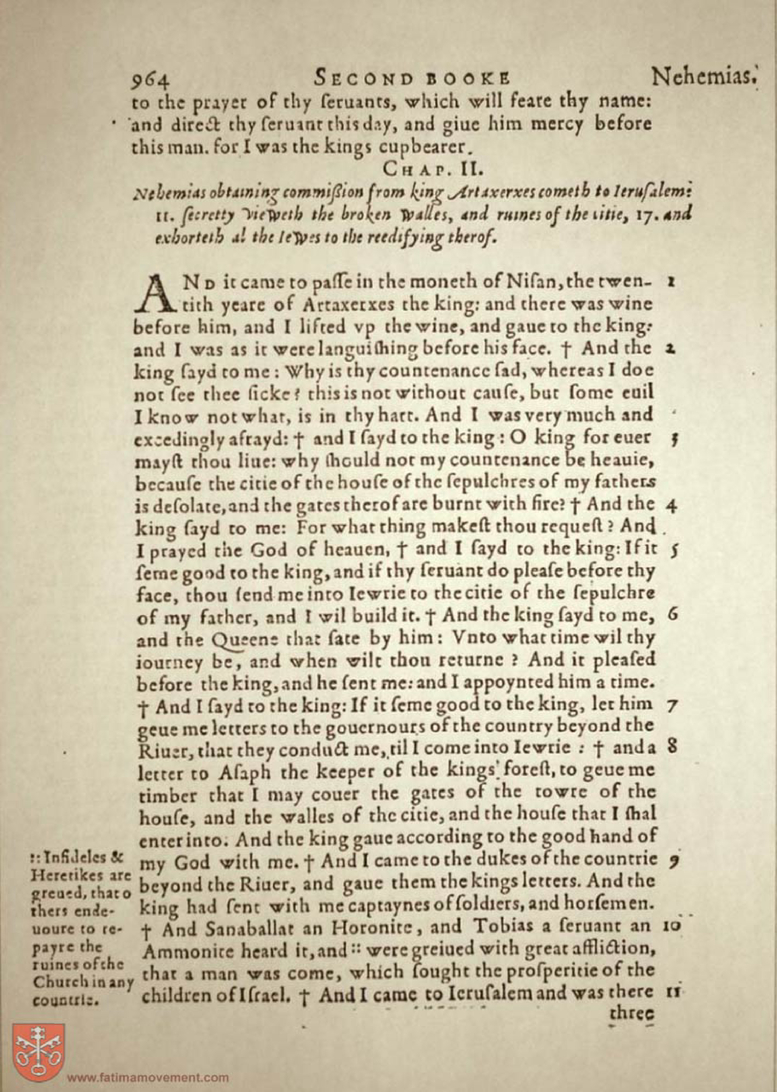 964 SECOND BOOKE Nehemias.
to the prayer of thy ſeruants, which will feare thy name:
and direct thy ſeruant this day, and giue him mercy before
this man. for I was the kings cupbearer.
CHAP. II.
Nehemias obtaining commißion from king Artaxerxes cometh to Ieruſalem:
11. ſecretty vieweth the broken walles, and ruines of the citie, 17. and
exhorteth al the Iewes to the reedifying therof.
AND it came to paſſe in the moneth of Niſan, the twen- 1
tith yeare of Artaxerxes the king: and there was wine
before him, and I lifted vp the wine, and gaue to the king:
and I was as it were languiſhing before his face. † And the 2
king ſayd to me: Why is thy countenance ſad, whereas I doe
not ſee thee ſicke? this is not without cauſe, but ſome euil
I know not what, is in thy hart. And I was very much and
excedingly afrayd: † and I ſayd to the king: O king for euer 3
mayſt thou liue: why ſhould not my countenance be heauie,
becauſe the citie of the houſe of the ſepulchres of my fathers
is deſolate, and the gates therof are burnt with fire? † And the 4
king ſayd to me: For what thing makeſt thou requeſt? And
I prayed the God of heauen, † and I ſayd to the king: If it 5
ſeme good to the king, and if thy ſeruant do pleaſe before thy
face, thou ſend me into Iewrie to the citie of the ſepulchre
of my father, and I wil build it. † And the king ſayd to me, 6
and the Queene that ſate by him: Vnto what time wil thy
iourney be, and when wilt thou returne? And it pleaſed
before the king, and he ſent me: and I appoynted him a time.
† And I ſayd to the king: If it ſeme good to the king, let him 7
geue me letters to the gouernours of the country beyond the
Riuer, that they conduct me, til I come into Iewrie: † and a 8
letter to Aſaph the keeper of the kings foreſt, to geue me
timber that I may couer the gates of the towre of the
houſe, and the walles of the citie, and the houſe that I ſhal
enter into. And the king gaue according to the good hand of
my God with me. † And I came to the dukes of the countrie 9
beyond the Riuer, and gaue them the kings letters. And the
king had ſent with me captaynes of ſoldiers, and horſemen.
† And Sanaballat an Horonite, and Tobias a ſeruant an 10
Ammonite heard it, and :: were greiued with great affliction,
that a man was come, which ſought the proſperitie of the
children of Iſrael. † And I came to Ieruſalem and was there 11
three
:: Infideles &
Heretikes are
greued, that o
thers ende-
uoure to re-
payre the
ruines of the
Church in any
countrie.
www.fatimamovement.com